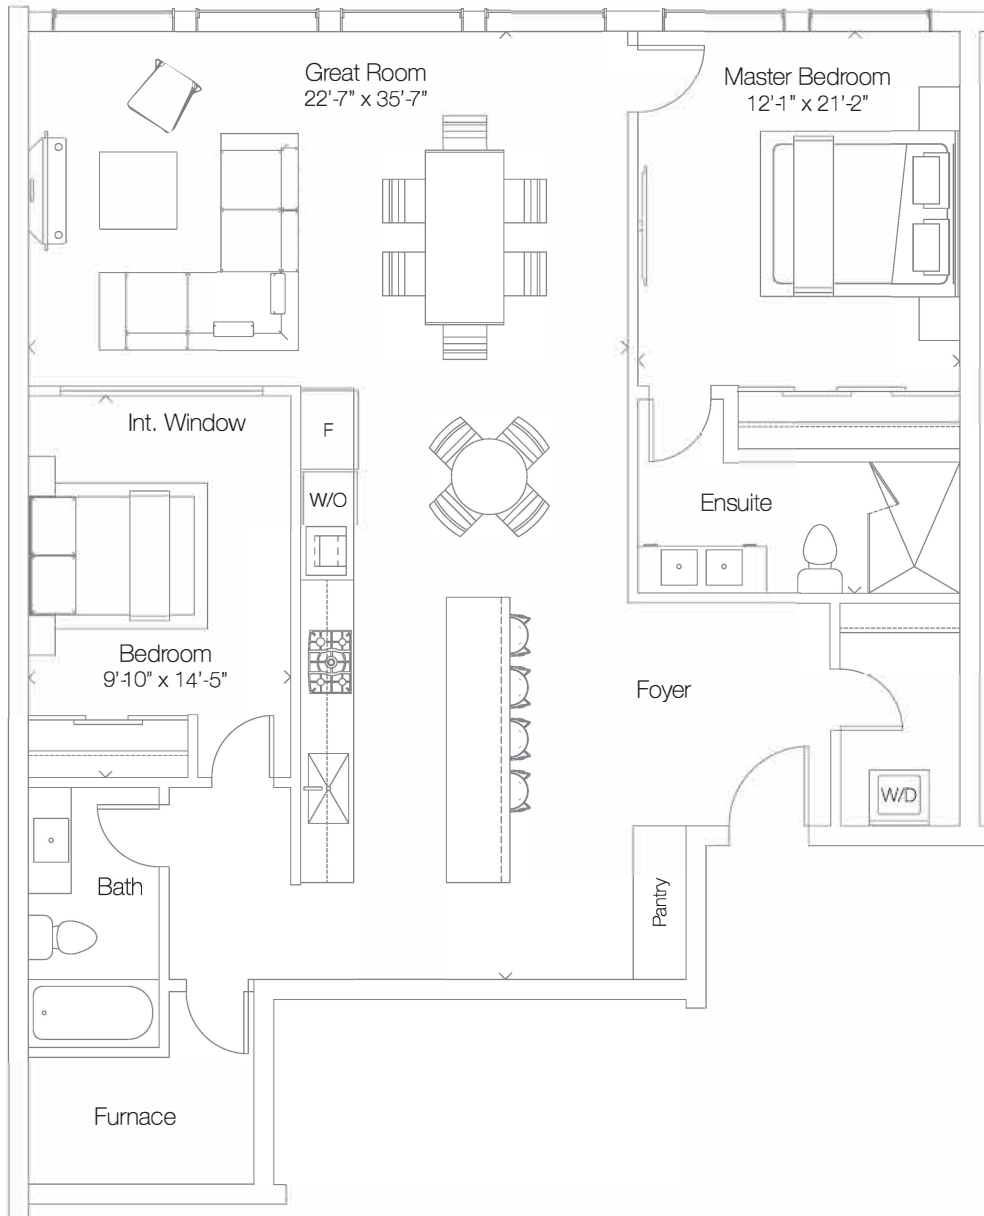 Great Room
22'-7" x 35'-7"
Master Bedroom
12'-1" x 21'-2"
Int. Window
F
W/O
Ensuite
Bedroom
9'-10" x 14'-5"
Foyer
W/D
Bath
Pantry
Furnace